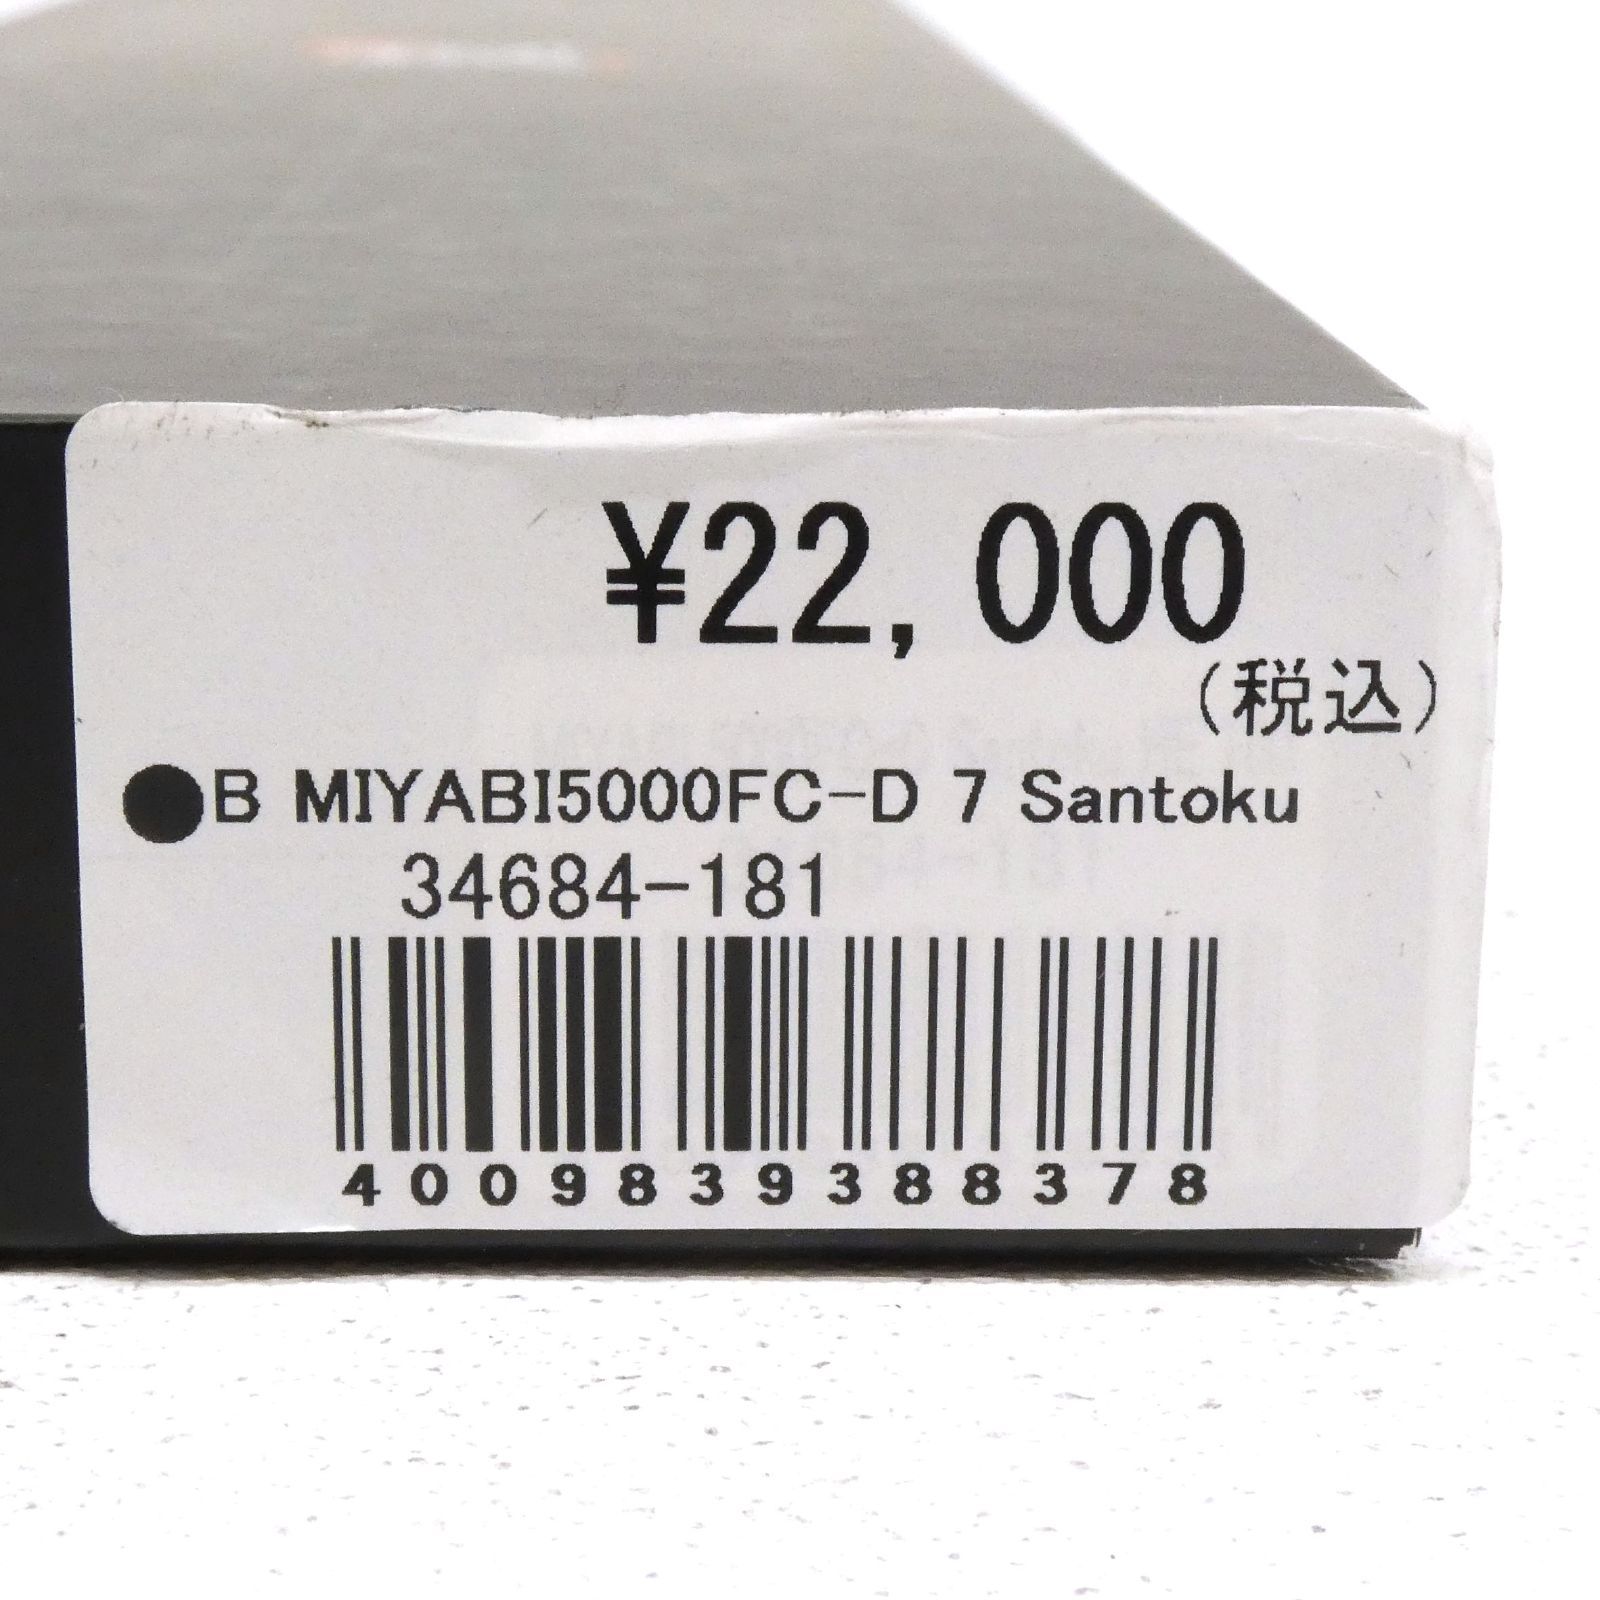 ¥22,000
(税込)
●B MIYABI5000FC-D 7 Santoku
34684-181
4009839388378